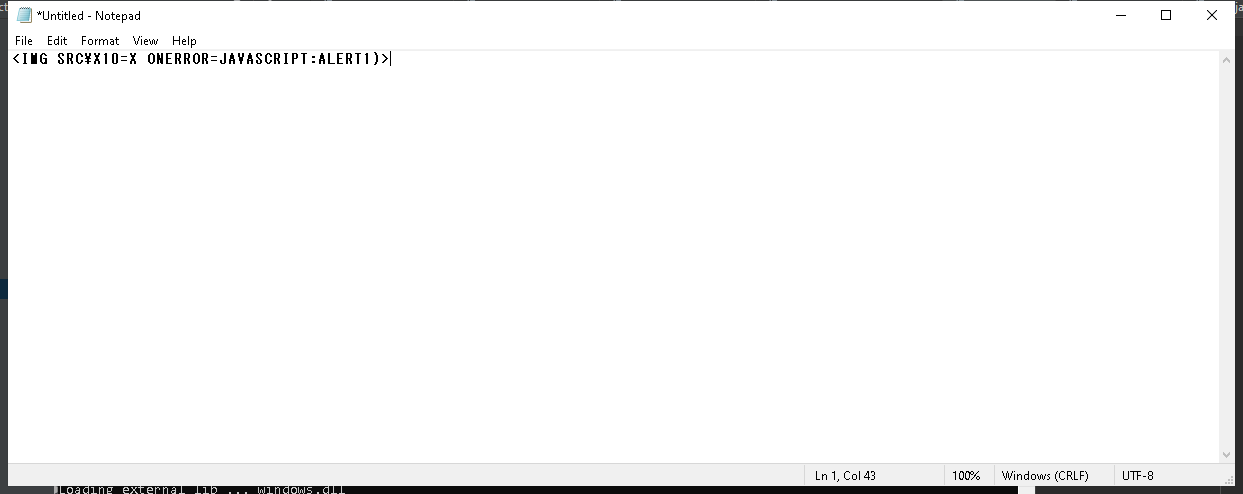 *Untitled - Notepad
File Edit Format View Help
<IMG SRC¥X10=X ONERROR=JAVASCRIPT:ALERT1)>
Ln 1, Col 43 100% Windows (CRLF) UTF-8
Loading external lib ... windows.dll